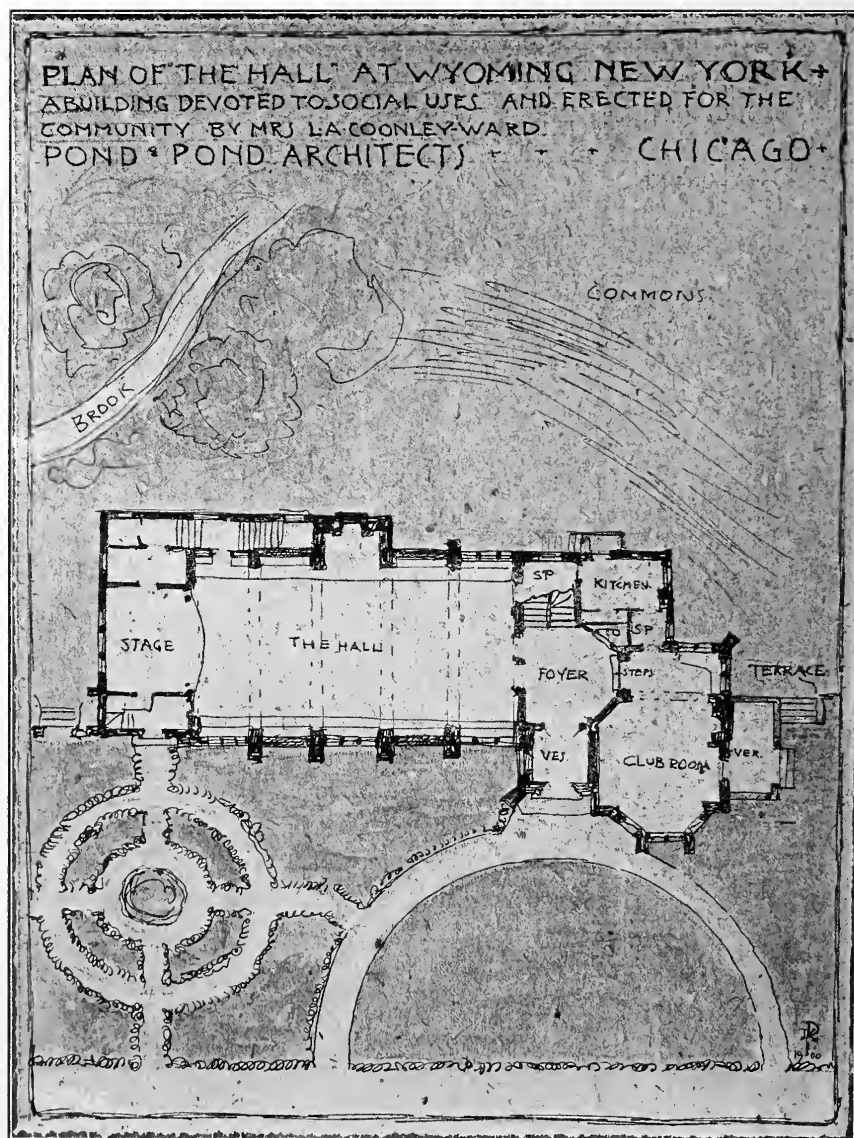 PLAN OF "THE HALL" AT WYOMING NEW YORK +
A BUILDING DEVOTED TO SOCIAL USES AND ERECTED FOR THE
COMMUNITY BY MRS L.A. COONLEY-WARD.
POND & POND ARCHITECTS + + + CHICAGO +
COMMONS
BROOK
SP
KITCHEN
TO
SP
STAGE
THE HALL
FOYER
STEPS
TERRACE
VES.
CLUB ROOM
VER.
1900